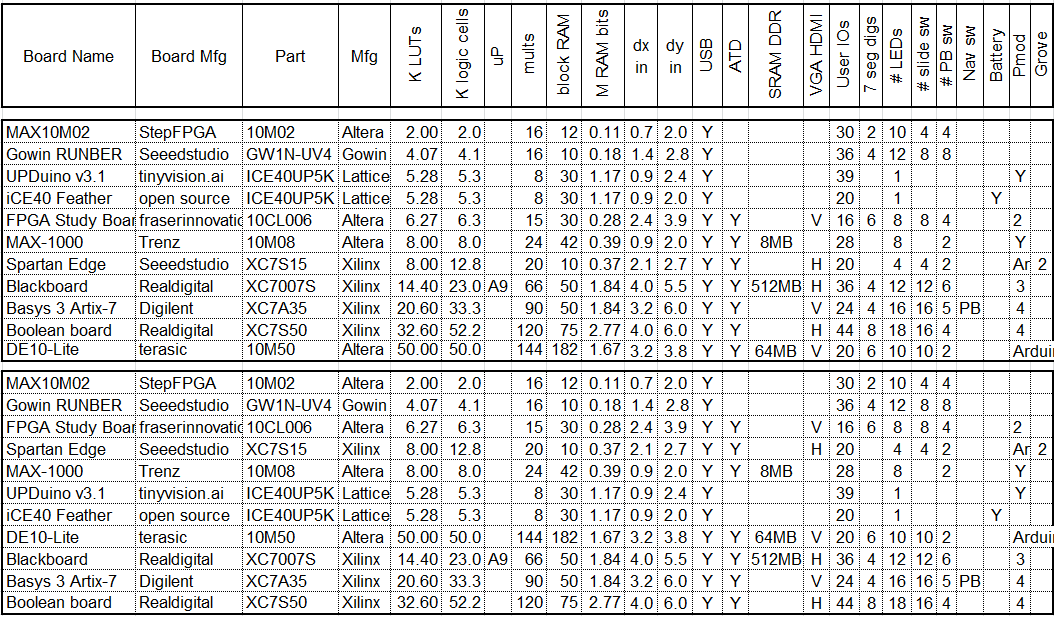 Board Name Board Mfg Part Mfg K LUTs K logic cells uP mults block RAM M RAM bits dx in dy in USB ATD SRAM DDR VGA HDMI User IOs 7 seg digs # LEDs # slide sw # PB sw Nav sw Battery Pmod Grove
MAX10M02 StepFPGA 10M02 Altera 2.00 2.0 16 12 0.11 0.7 2.0 Y 30 2 10 4 4
Gowin RUNBER Seeedstudio GW1N-UV4 Gowin 4.07 4.1 16 10 0.18 1.4 2.8 Y 36 4 12 8 8
UPDuino v3.1 tinyvision.ai ICE40UP5K Lattice 5.28 5.3 8 30 1.17 0.9 2.4 Y 39 1 Y
iCE40 Feather open source ICE40UP5K Lattice 5.28 5.3 8 30 1.17 0.9 2.0 Y 20 1 Y
FPGA Study Boar fraserinnovatio 10CL006 Altera 6.27 6.3 15 30 0.28 2.4 3.9 Y Y V 16 6 8 8 4 2
MAX-1000 Trenz 10M08 Altera 8.00 8.0 24 42 0.39 0.9 2.0 Y Y 8MB 28 8 2 Y
Spartan Edge Seeedstudio XC7S15 Xilinx 8.00 12.8 20 10 0.37 2.1 2.7 Y Y H 20 4 4 2 Ar 2
Blackboard Realdigital XC7007S Xilinx 14.40 23.0 A9 66 50 1.84 4.0 5.5 Y Y 512MB H 36 4 12 12 6 3
Basys 3 Artix-7 Digilent XC7A35 Xilinx 20.60 33.3 90 50 1.84 3.2 6.0 Y Y V 24 4 16 16 5 PB 4
Boolean board Realdigital XC7S50 Xilinx 32.60 52.2 120 75 2.77 4.0 6.0 Y Y H 44 8 18 16 4 4
DE10-Lite terasic 10M50 Altera 50.00 50.0 144 182 1.67 3.2 3.8 Y Y 64MB V 20 6 10 10 2 Ardui
MAX10M02 StepFPGA 10M02 Altera 2.00 2.0 16 12 0.11 0.7 2.0 Y 30 2 10 4 4
Gowin RUNBER Seeedstudio GW1N-UV4 Gowin 4.07 4.1 16 10 0.18 1.4 2.8 Y 36 4 12 8 8
FPGA Study Boar fraserinnovatio 10CL006 Altera 6.27 6.3 15 30 0.28 2.4 3.9 Y Y V 16 6 8 8 4 2
Spartan Edge Seeedstudio XC7S15 Xilinx 8.00 12.8 20 10 0.37 2.1 2.7 Y Y H 20 4 4 2 Ar 2
MAX-1000 Trenz 10M08 Altera 8.00 8.0 24 42 0.39 0.9 2.0 Y Y 8MB 28 8 2 Y
UPDuino v3.1 tinyvision.ai ICE40UP5K Lattice 5.28 5.3 8 30 1.17 0.9 2.4 Y 39 1 Y
iCE40 Feather open source ICE40UP5K Lattice 5.28 5.3 8 30 1.17 0.9 2.0 Y 20 1 Y
DE10-Lite terasic 10M50 Altera 50.00 50.0 144 182 1.67 3.2 3.8 Y Y 64MB V 20 6 10 10 2 Ardui
Blackboard Realdigital XC7007S Xilinx 14.40 23.0 A9 66 50 1.84 4.0 5.5 Y Y 512MB H 36 4 12 12 6 3
Basys 3 Artix-7 Digilent XC7A35 Xilinx 20.60 33.3 90 50 1.84 3.2 6.0 Y Y V 24 4 16 16 5 PB 4
Boolean board Realdigital XC7S50 Xilinx 32.60 52.2 120 75 2.77 4.0 6.0 Y Y H 44 8 18 16 4 4